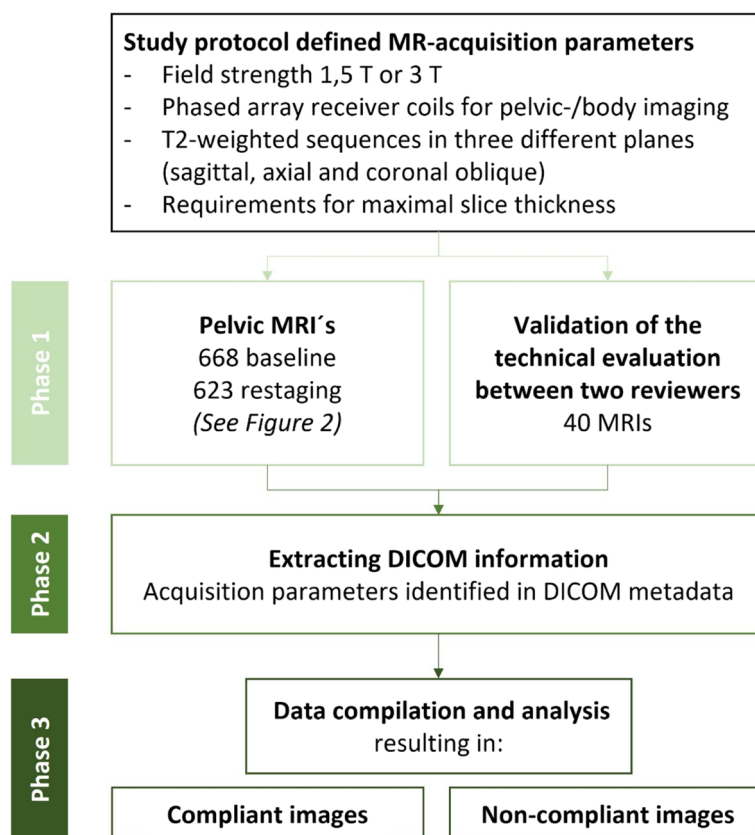 Study protocol defined MR-acquisition parameters
- Field strength 1,5 T or 3 T
- Phased array receiver coils for pelvic-/body imaging
- T2-weighted sequences in three different planes
(sagittal, axial and coronal oblique)
- Requirements for maximal slice thickness
Phase 1
Pelvic MRI´s
668 baseline
623 restaging
(See Figure 2)
Validation of the
technical evaluation
between two reviewers
40 MRIs
Phase 2
Extracting DICOM information
Acquisition parameters identified in DICOM metadata
Phase 3
Data compilation and analysis
resulting in:
Compliant images
Non-compliant images